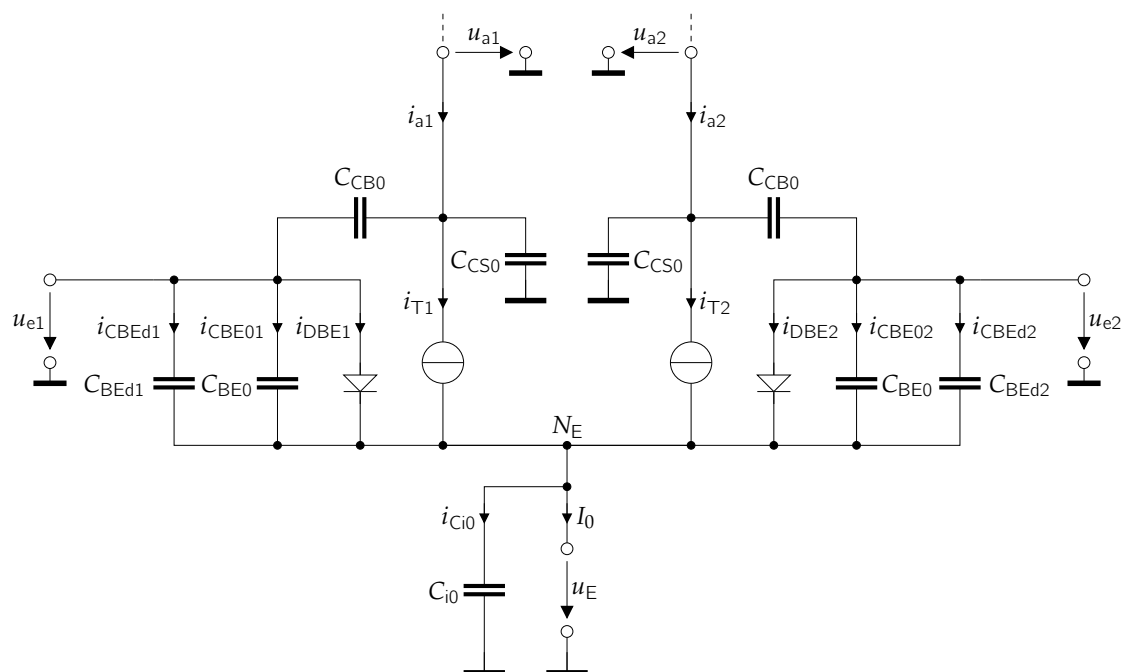 u_a1 u_a2
i_a1 i_a2
C_CB0 C_CB0
C_CS0 C_CS0
i_T1 i_T2
u_e1 i_CBEd1 i_CBE01 i_DBE1 i_DBE2 i_CBE02 i_CBEd2 u_e2
C_BEd1 C_BE0 C_BE0 C_BEd2
N_E
i_Ci0 I_0
C_i0 u_E